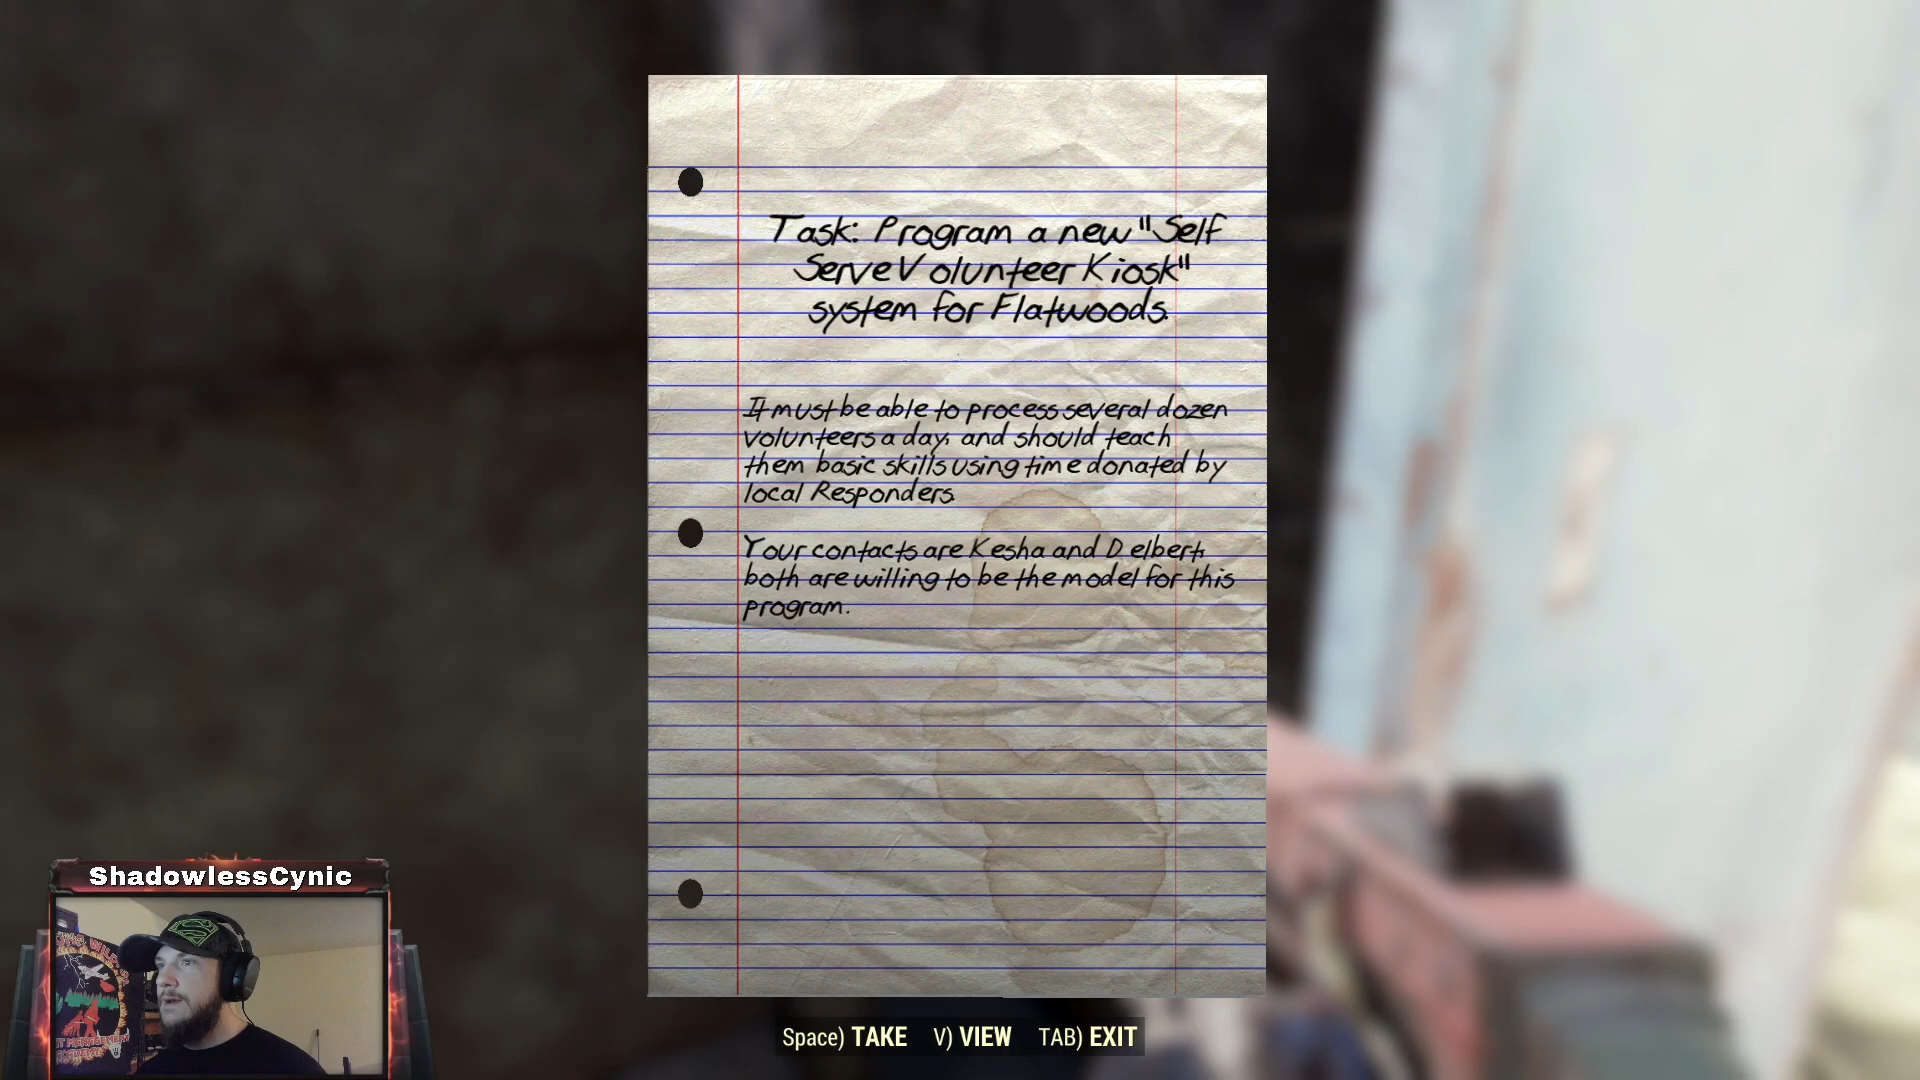 Task: Program a new "Self
Serve Volunteer Kiosk"
system for Flatwoods.
It must be able to process several dozen
volunteers a day, and should teach
them basic skills using time donated by
local Responders.
Your contacts are Kesha and Delbert,
both are willing to be the model for this
program.
ShadowlessCynic
Space) TAKE V) VIEW TAB) EXIT